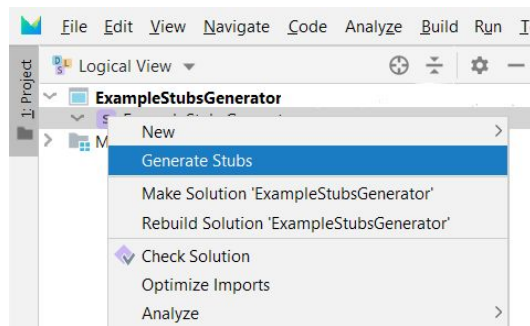 File Edit View Navigate Code Analyze Build Run T
Logical View
1: Project
ExampleStubsGenerator
S
M
New
Generate Stubs
Make Solution 'ExampleStubsGenerator'
Rebuild Solution 'ExampleStubsGenerator'
Check Solution
Optimize Imports
Analyze